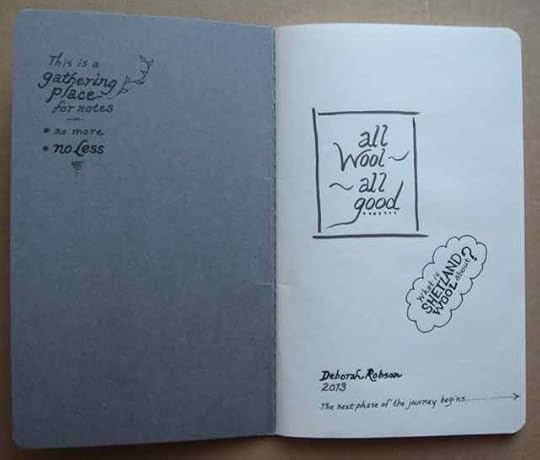 This is a
gathering
place
for notes
* no more
* no Less
all
Wool ~
~ all
good
What is
SHETLAND
WOOL about?
Deborah Robson
2013
The next phase of the journey begins..............